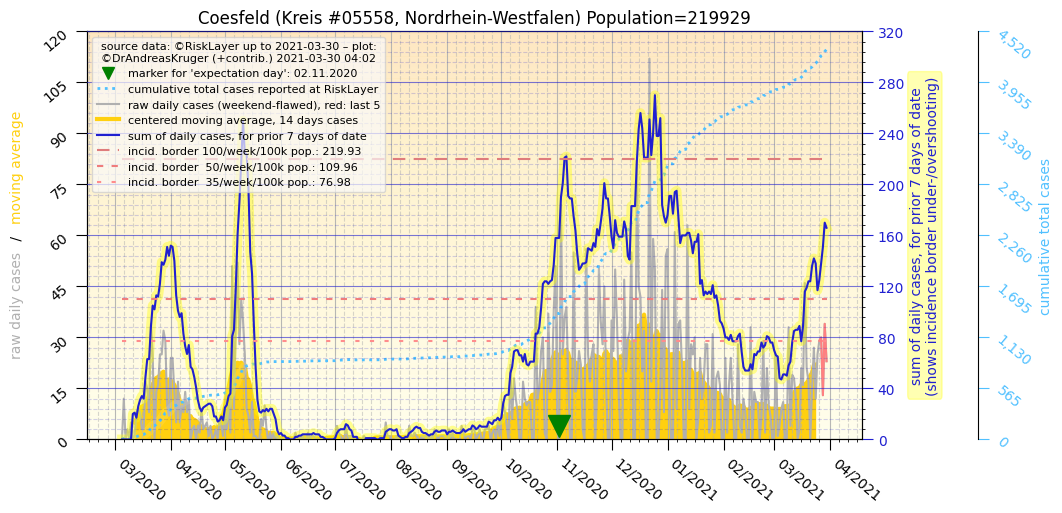 Coesfeld (Kreis #05558, Nordrhein-Westfalen) Population=219929
source data: ©RiskLayer up to 2021-03-30 – plot:
©DrAndreasKruger (+contrib.) 2021-03-30 04:02
marker for 'expectation day': 02.11.2020
cumulative total cases reported at RiskLayer
raw daily cases (weekend-flawed), red: last 5
centered moving average, 14 days cases
sum of daily cases, for prior 7 days of date
incid. border 100/week/100k pop.: 219.93
incid. border  50/week/100k pop.: 109.96
incid. border  35/week/100k pop.: 76.98
raw daily cases / moving average
120
105
90
75
60
45
30
15
0
03/2020
04/2020
05/2020
06/2020
07/2020
08/2020
09/2020
10/2020
11/2020
12/2020
01/2021
02/2021
03/2021
04/2021
320
280
240
200
160
120
80
40
0
sum of daily cases, for prior 7 days of date
(shows incidence border under-/overshooting)
4,520
3,955
3,390
2,825
2,260
1,695
1,130
565
0
cumulative total cases